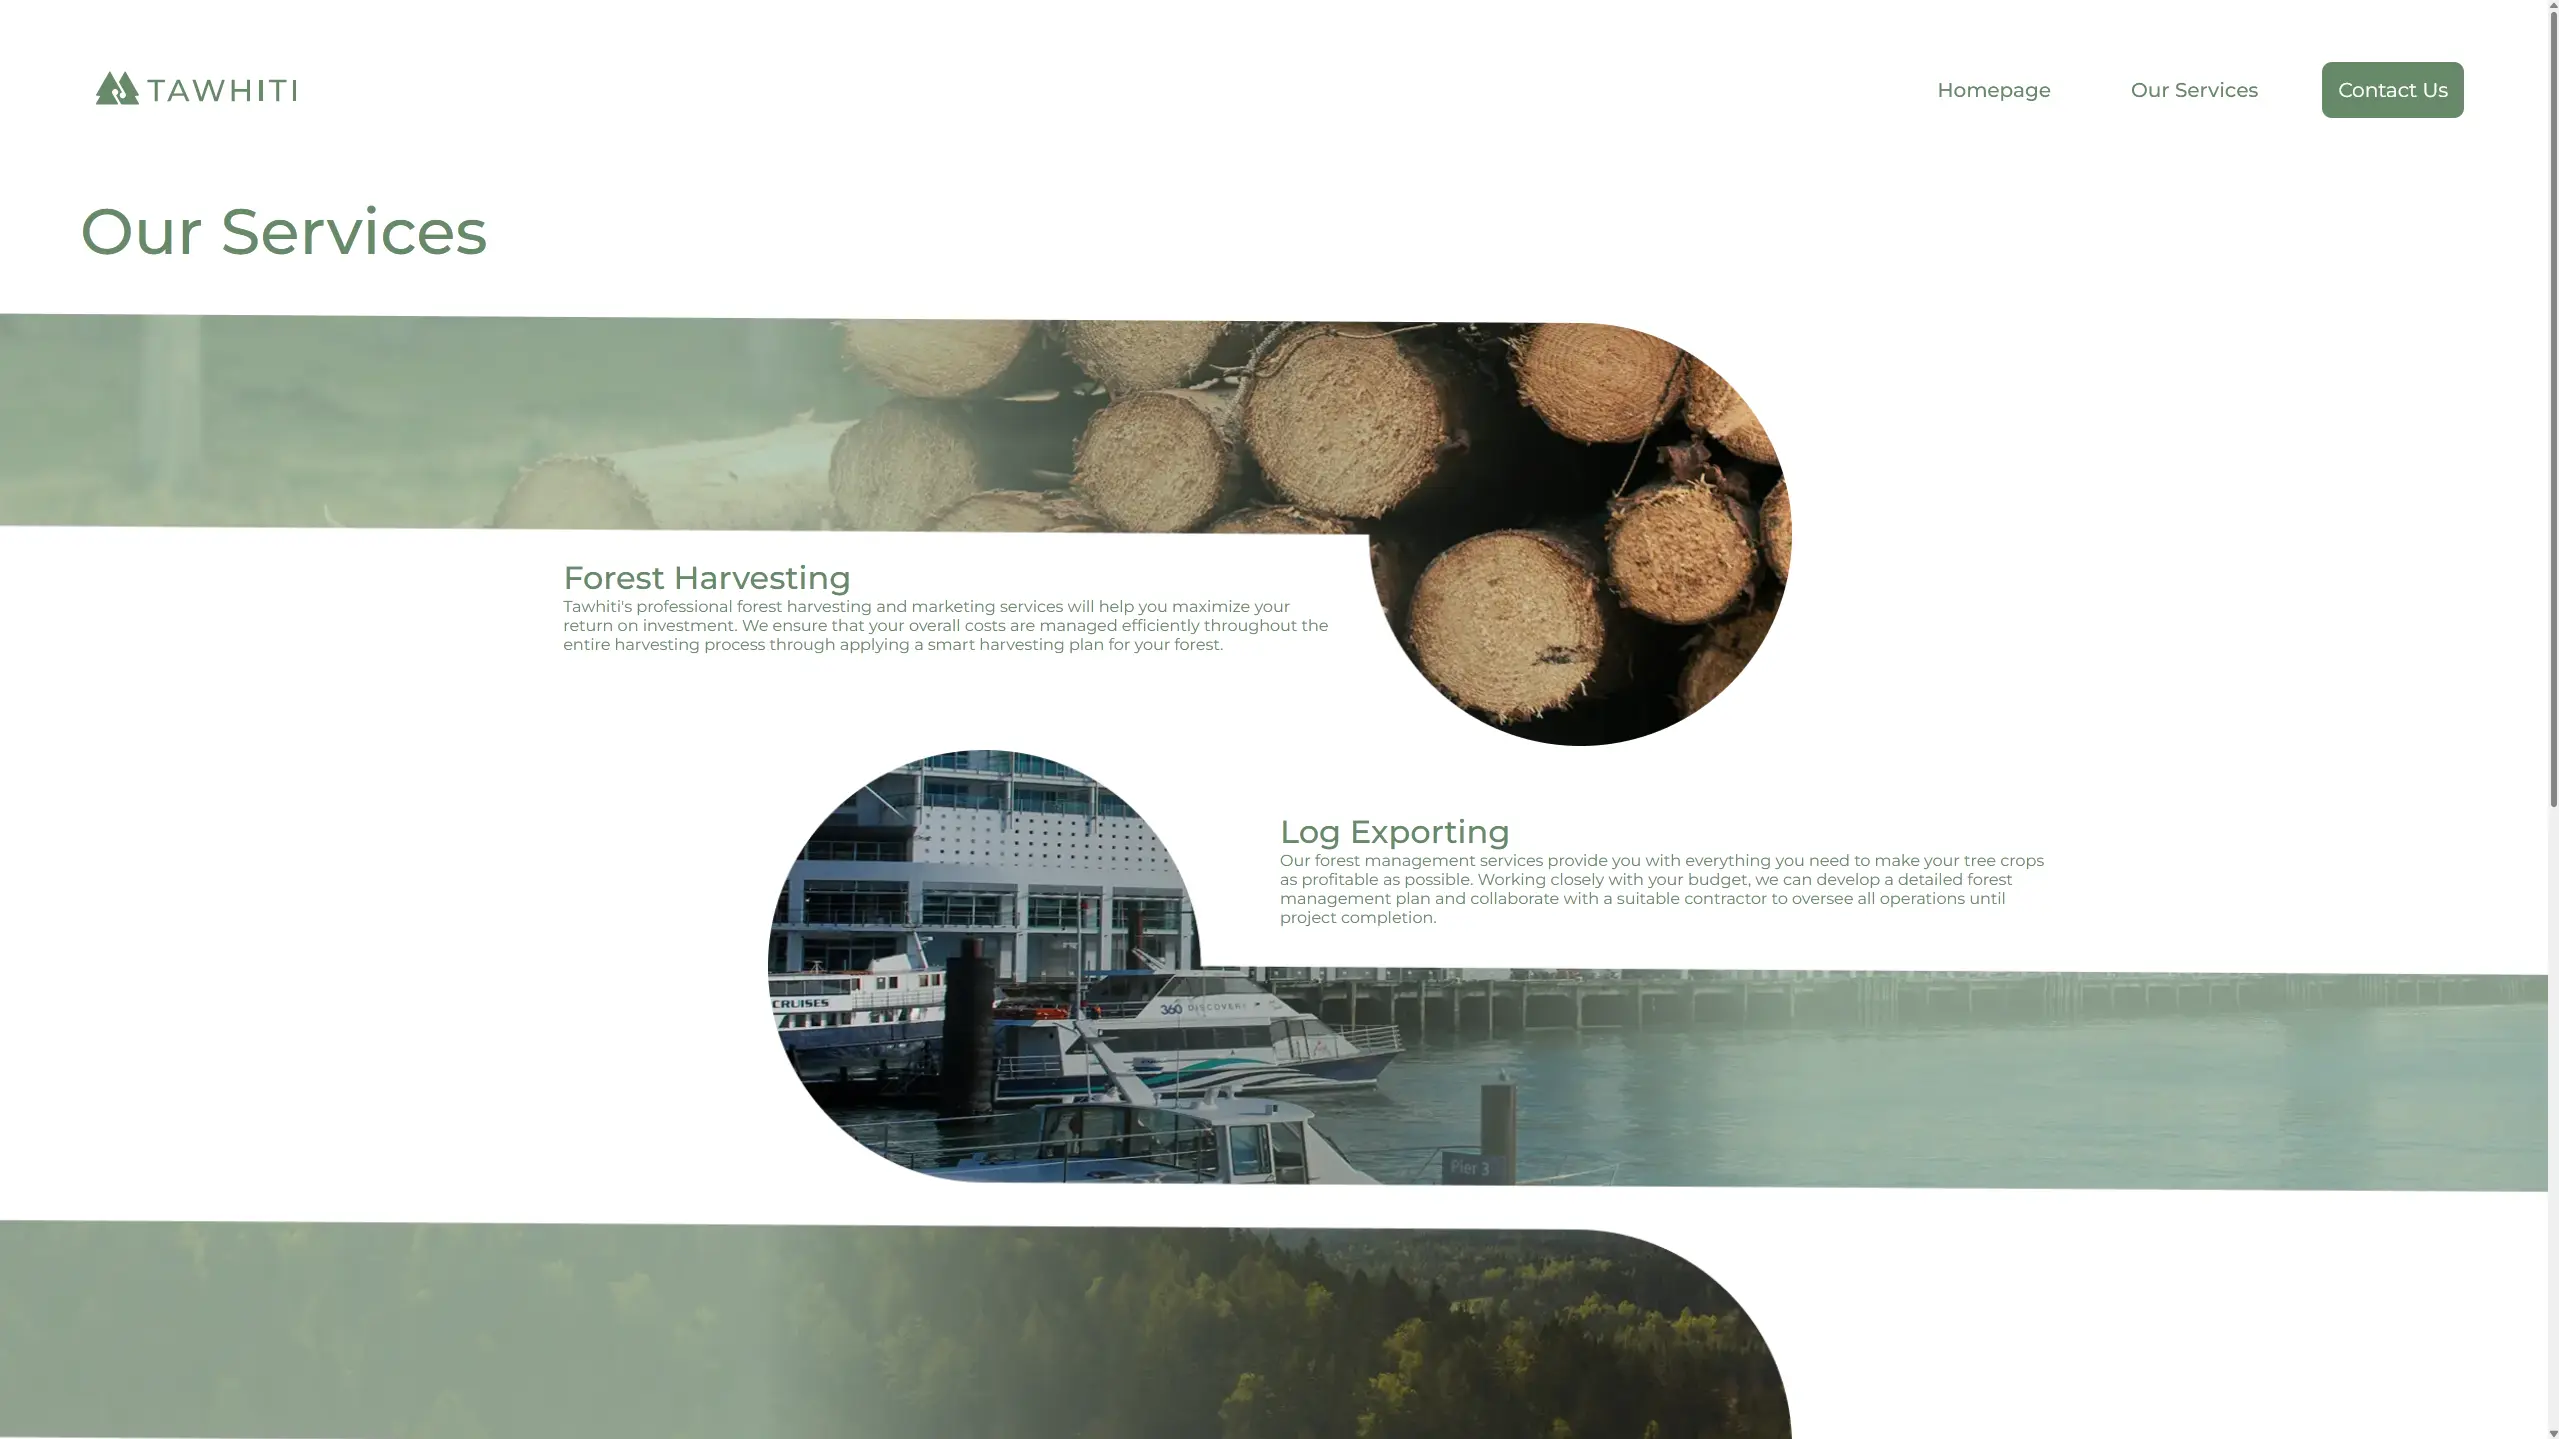 TAWHITI
Homepage
Our Services
Contact Us
Our Services
Forest Harvesting
Tawhiti's professional forest harvesting and marketing services will help you maximize your
return on investment. We ensure that your overall costs are managed efficiently throughout the
entire harvesting process through applying a smart harvesting plan for your forest.
Log Exporting
Our forest management services provide you with everything you need to make your tree crops
as profitable as possible. Working closely with your budget, we can develop a detailed forest
management plan and collaborate with a suitable contractor to oversee all operations until
project completion.
CRUISES
360 DISCOVERY
Pier 3